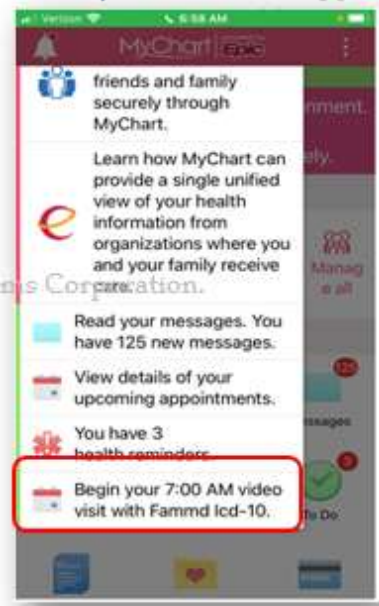 Verizon
6:58 AM
MyChart Epic
friends and family
securely through
MyChart.
nment.
ely.
Learn how MyChart can
provide a single unified
view of your health
information from
organizations where you
and your family receive
care.
Manag
e all
Corporation.
Read your messages. You
have 125 new messages.
125
View details of your
upcoming appointments.
ssages
You have 3
health reminders.
3
Begin your 7:00 AM video
visit with Fammd lcd-10.
To Do